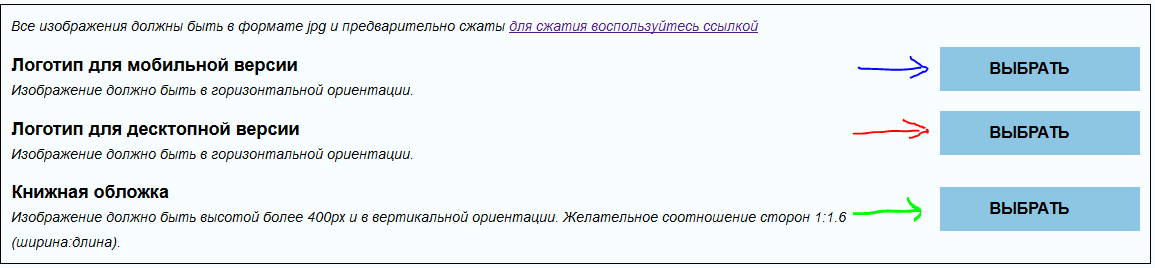 Все изображения должны быть в формате jpg и предварительно сжаты для сжатия воспользуйтесь ссылкой
Логотип для мобильной версии
Изображение должно быть в горизонтальной ориентации.
ВЫБРАТЬ
Логотип для десктопной версии
Изображение должно быть в горизонтальной ориентации.
ВЫБРАТЬ
Книжная обложка
Изображение должно быть высотой более 400px и в вертикальной ориентации. Желательное соотношение сторон 1:1.6
(ширина:длина).
ВЫБРАТЬ